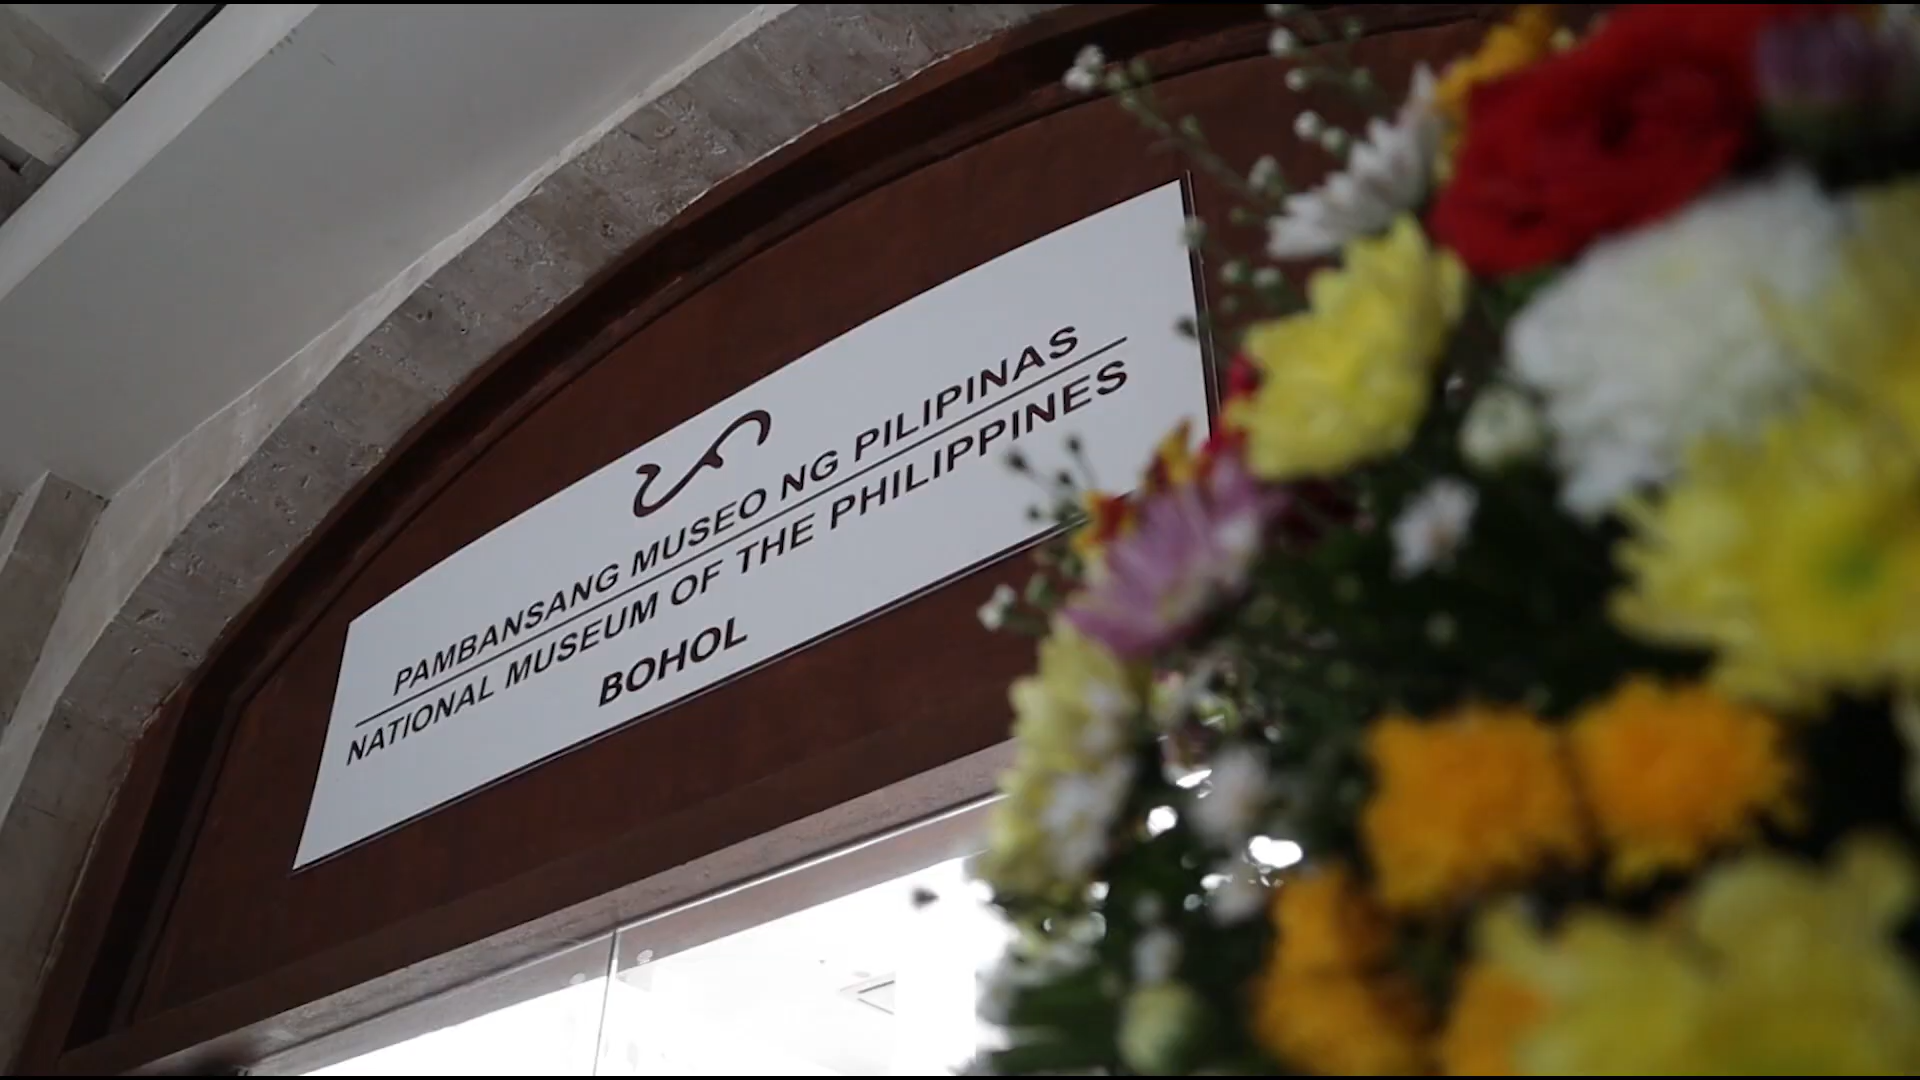 PAMBANSANG MUSEO NG PILIPINAS
NATIONAL MUSEUM OF THE PHILIPPINES
BOHOL